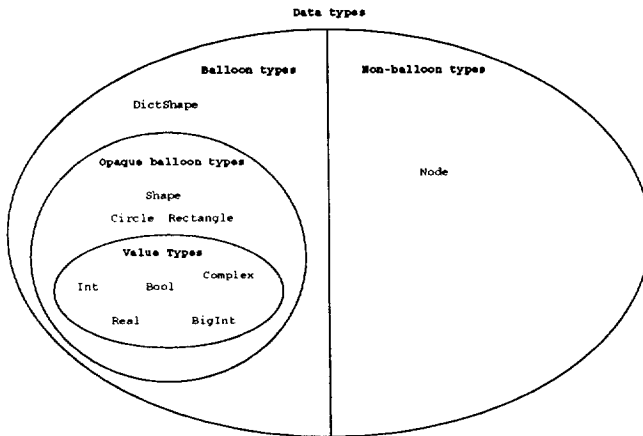 Data types
Balloon types
Non-balloon types
DictShape
Opaque balloon types
Node
Shape
Circle Rectangle
Value Types
Int Bool Complex
Real BigInt